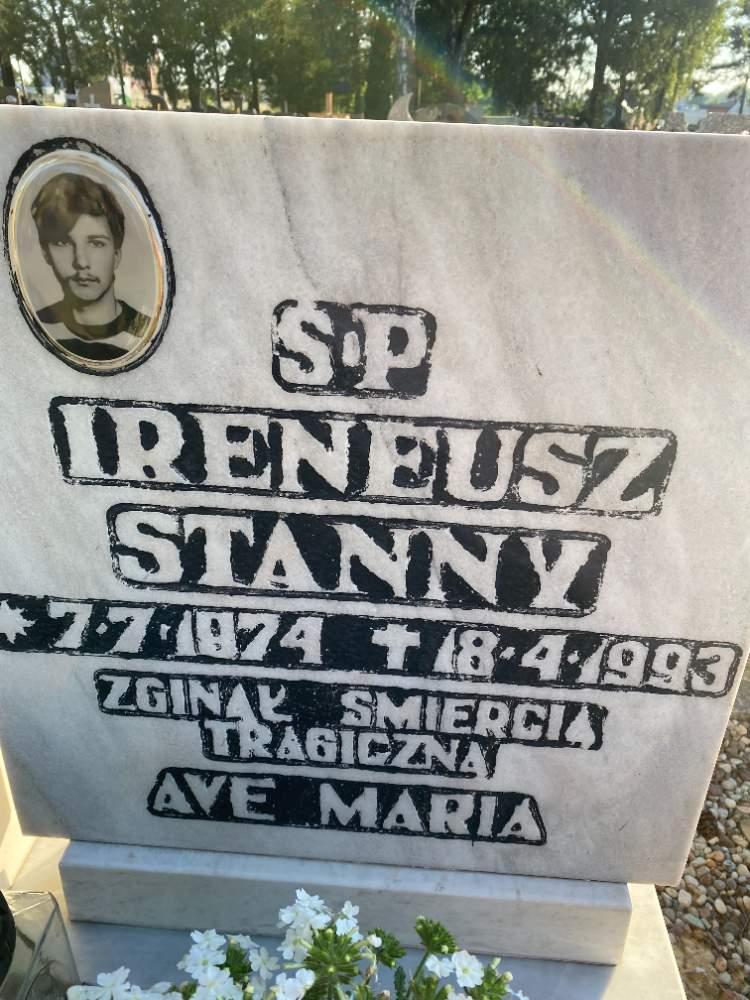 S·P
IRENEUSZ
STANNY
* 7·7·1974 ✝ 18·4·1993
ZGINĄŁ ŚMIERCIĄ
TRAGICZNĄ
AVE MARIA